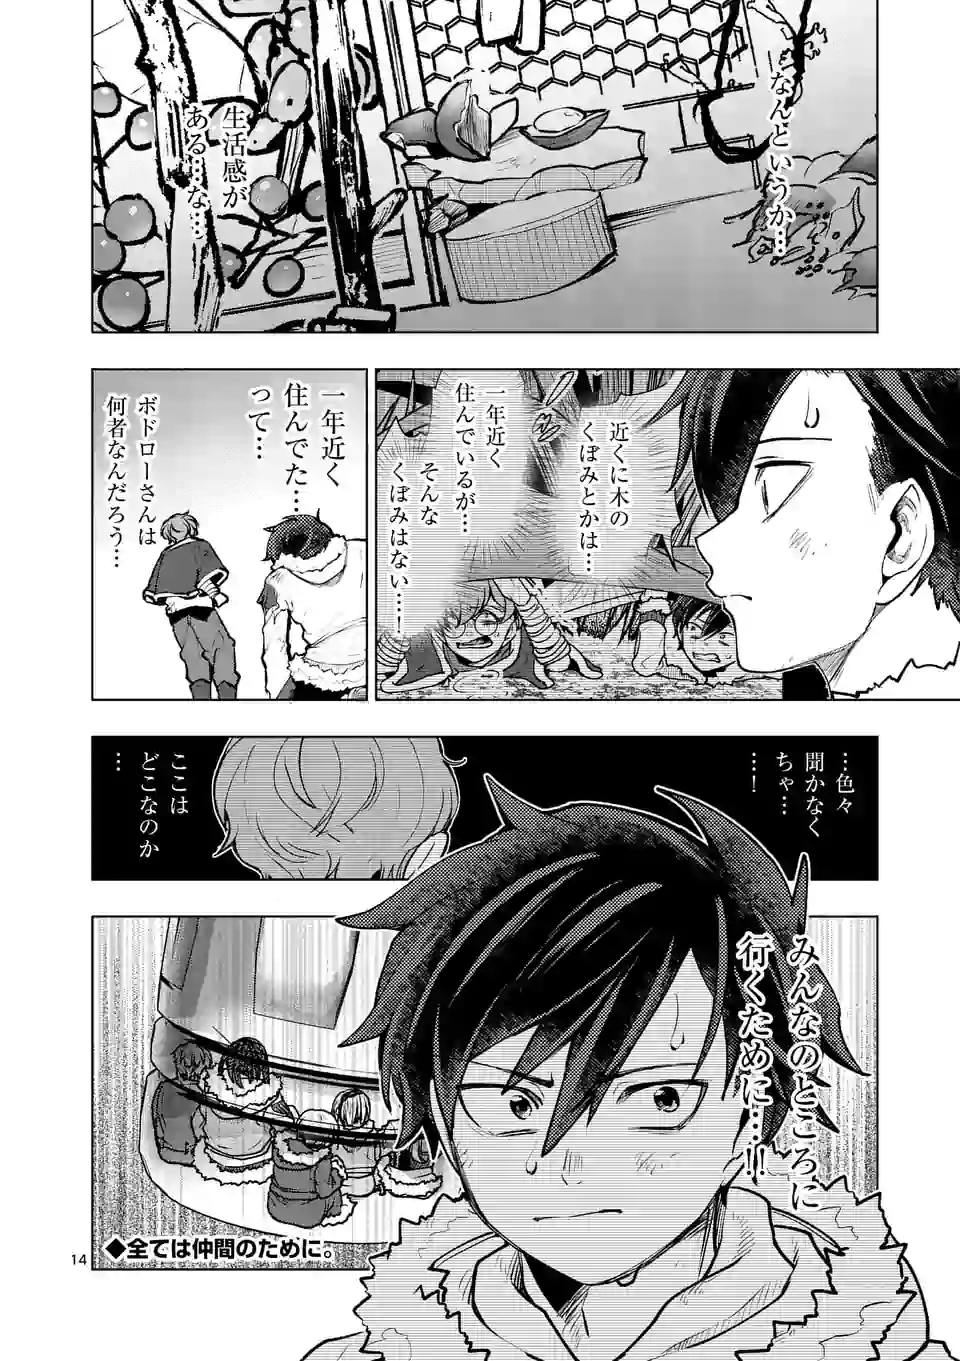 なんというか…
生活感が
ある…な…
近くに木の
くぼみとかは…
一年近く
住んでいるが…
そんな
くぼみはない…！
一年近く
住んでた…
って…
ボドローさんは
何者なんだろう…
…色々
聞かなく
ちゃ…
…！
ここは
どこなのか
…
みんなのところに
行くために…!!
◆全ては仲間のために。
14